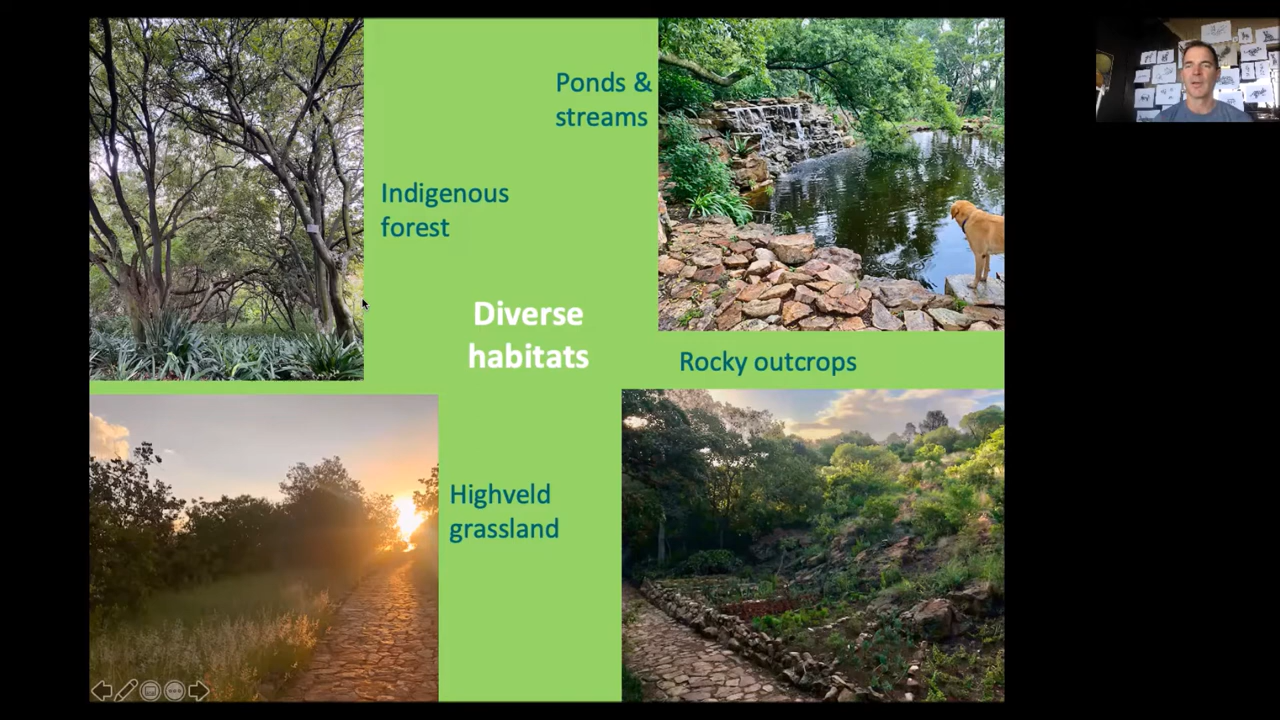 Ponds &
streams
Indigenous
forest
Diverse
habitats
Rocky outcrops
Highveld
grassland